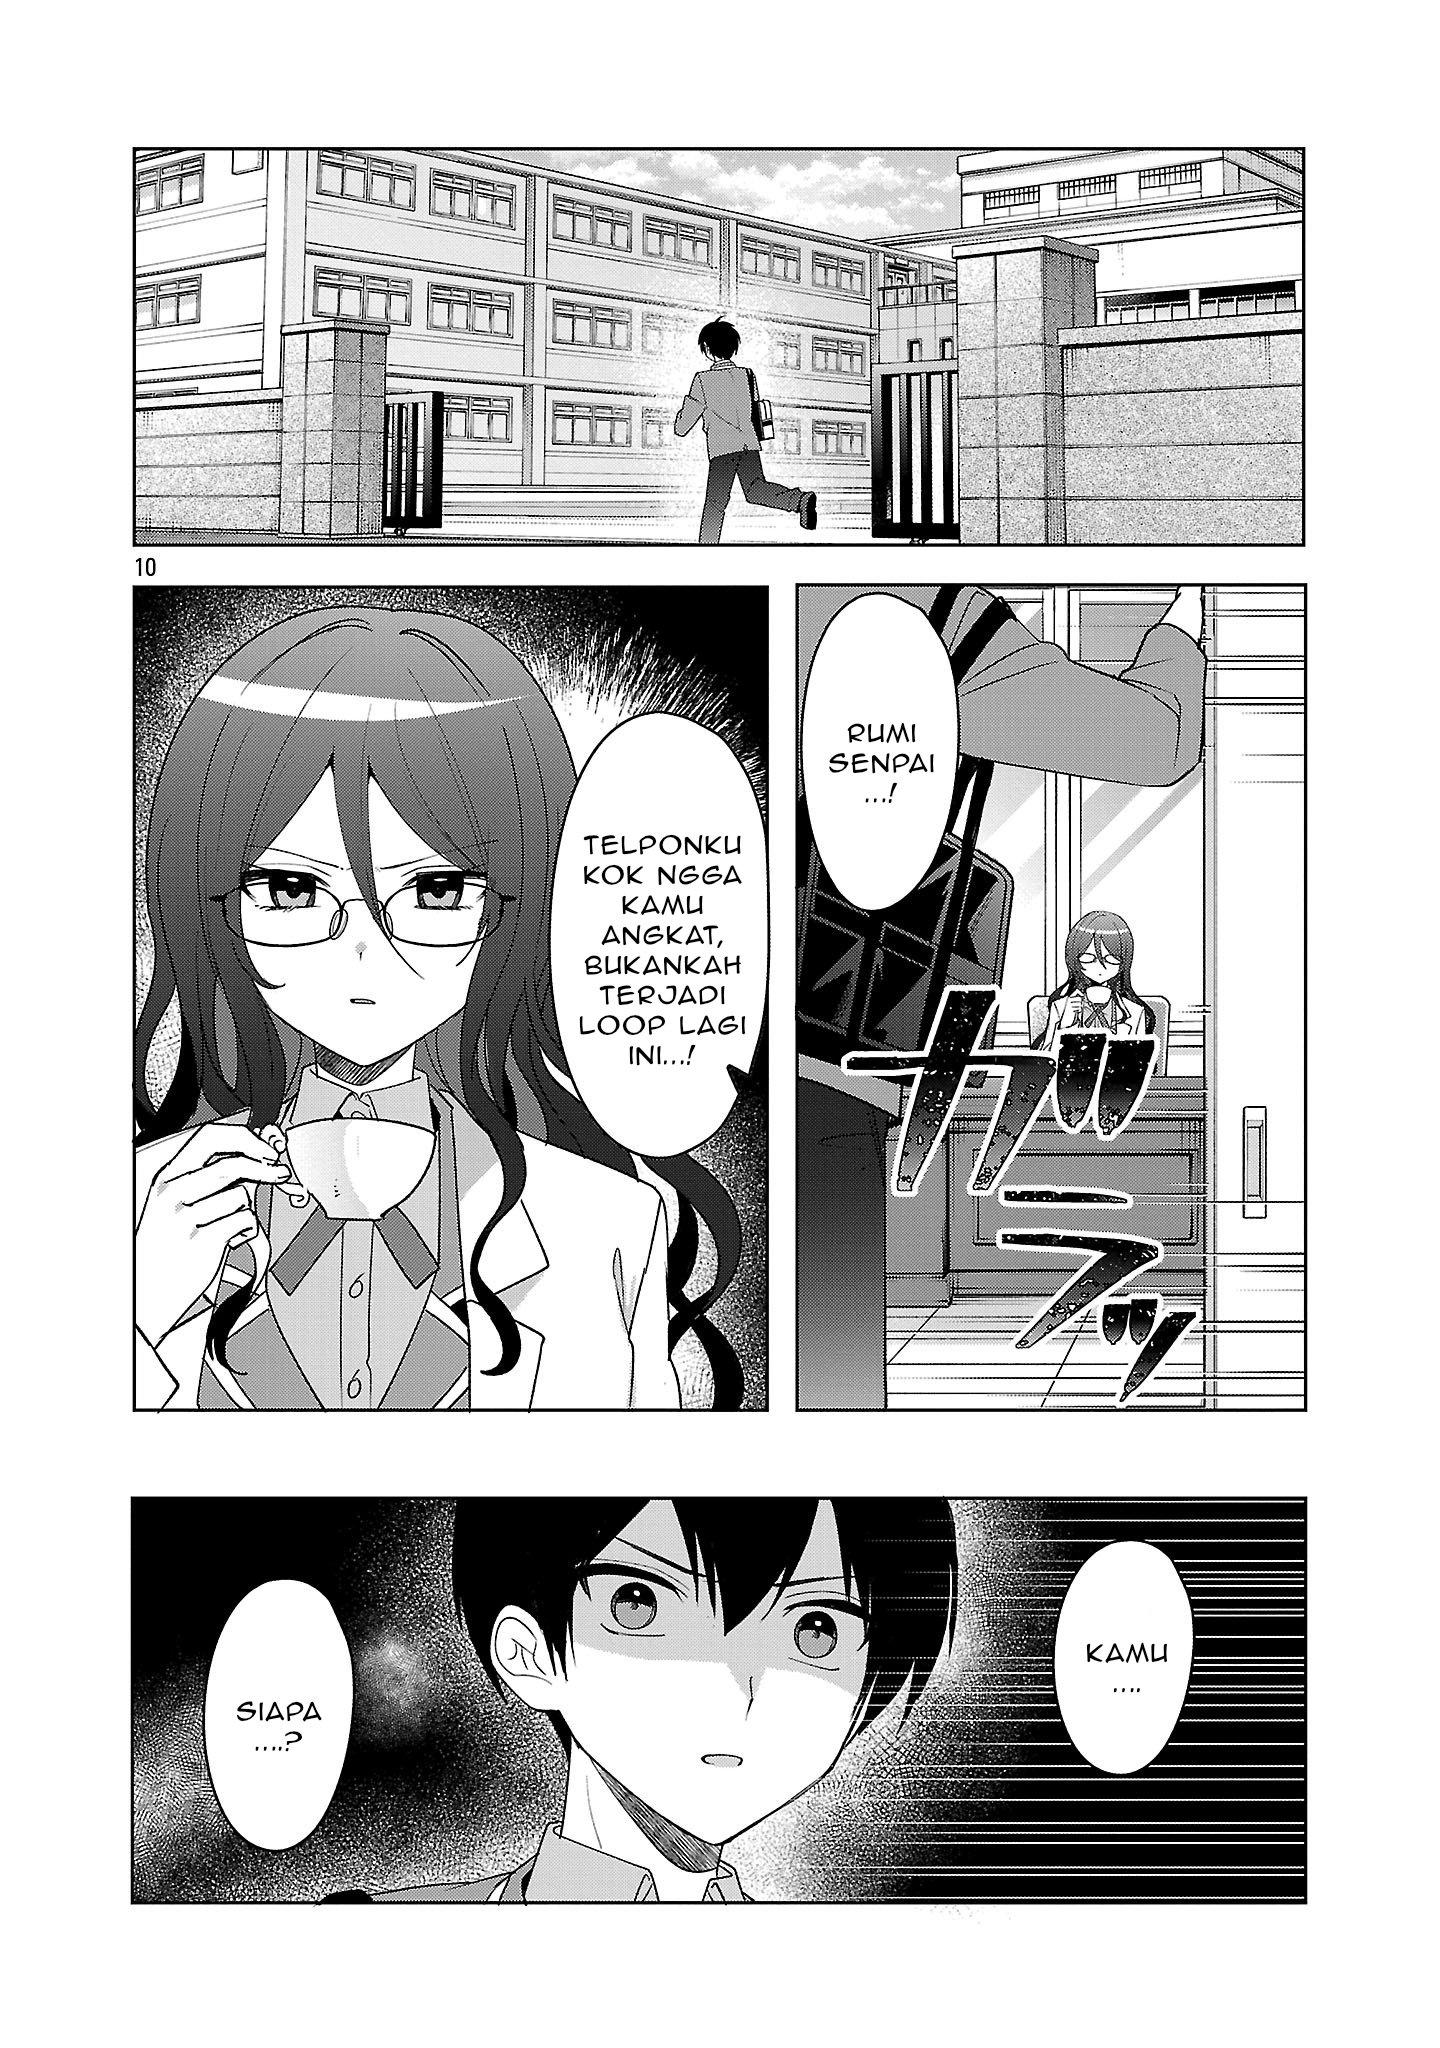 10
RUMI
SENPAI
...!
ガラッ
TELPONKU
KOK NGGA
KAMU
ANGKAT,
BUKANKAH
TERJADI
LOOP LAGI
INI...!
KAMU
....
SIAPA
....?